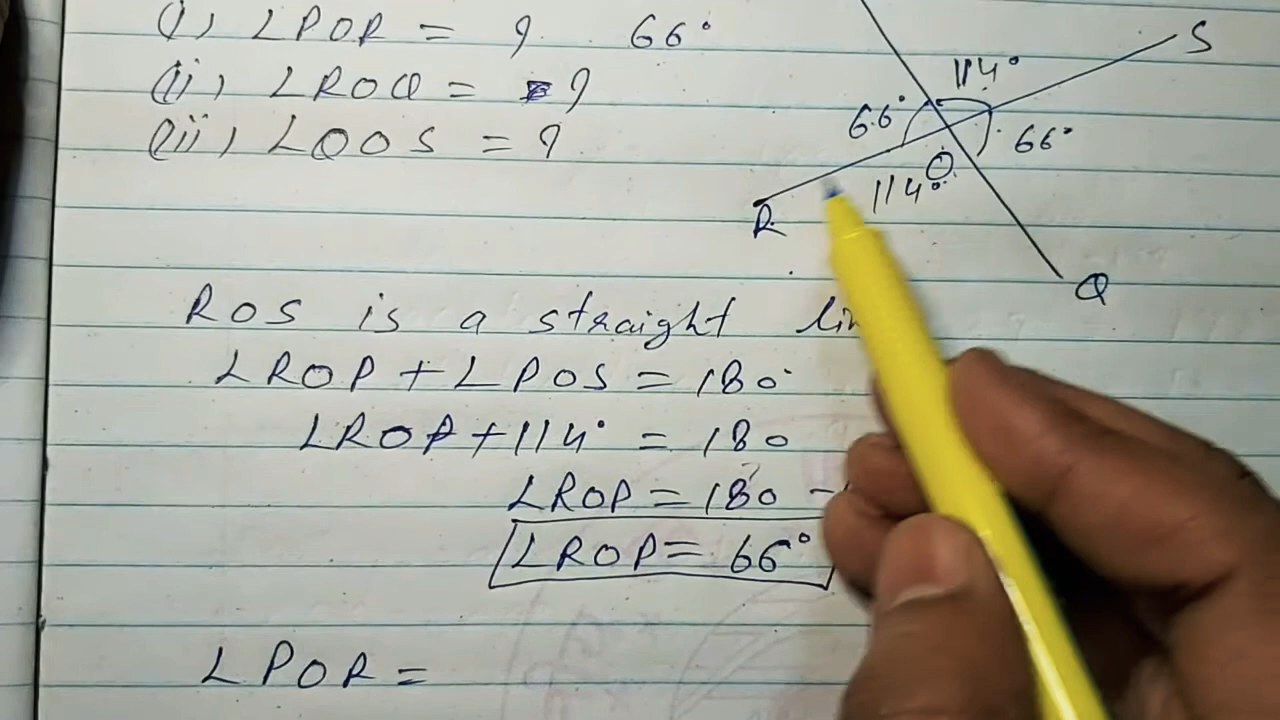 (i) ∠POR = ? 66°
(ii) ∠ROQ = ?
(iii) ∠QOS = ?
S
114°
66°
66°
O
114°
R
Q
ROS is a straight
∠ROP + ∠POS = 180°
∠ROP + 114° = 180
∠ROP = 180 -
∠ROP = 66°
∠POR =